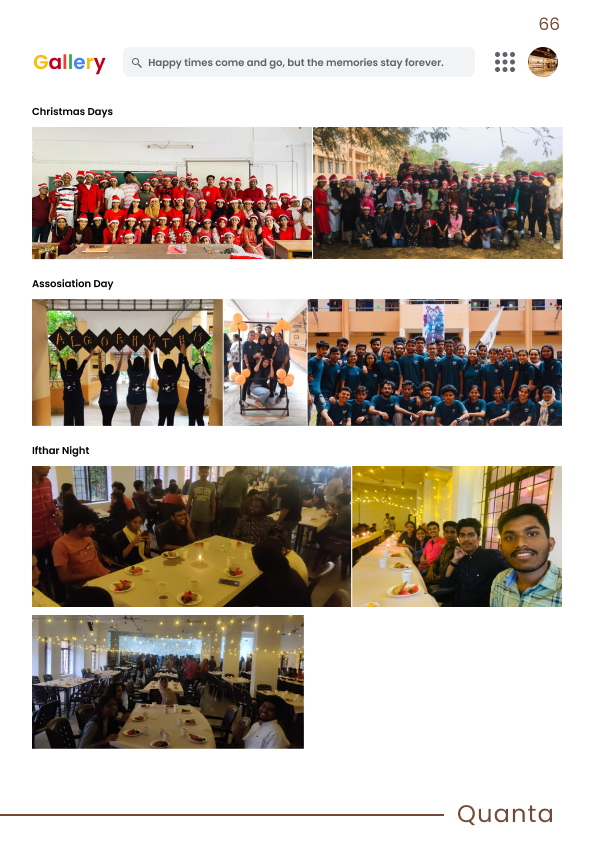 66
Gallery
Happy times come and go, but the memories stay forever.
Christmas Days
Assosiation Day
ALGORHYTHM
Ifthar Night
Quanta